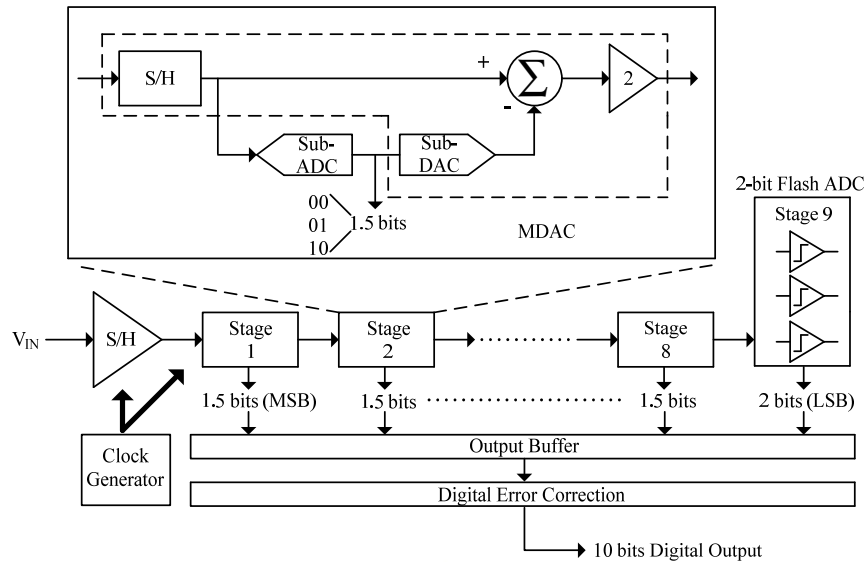 S/H
+
Σ
-
2
Sub-
ADC
Sub-
DAC
00
01
10
1.5 bits
MDAC
2-bit Flash ADC
Stage 9
VIN
S/H
Stage
1
Stage
2
Stage
8
1.5 bits (MSB)
1.5 bits
1.5 bits
2 bits (LSB)
Clock
Generator
Output Buffer
Digital Error Correction
10 bits Digital Output